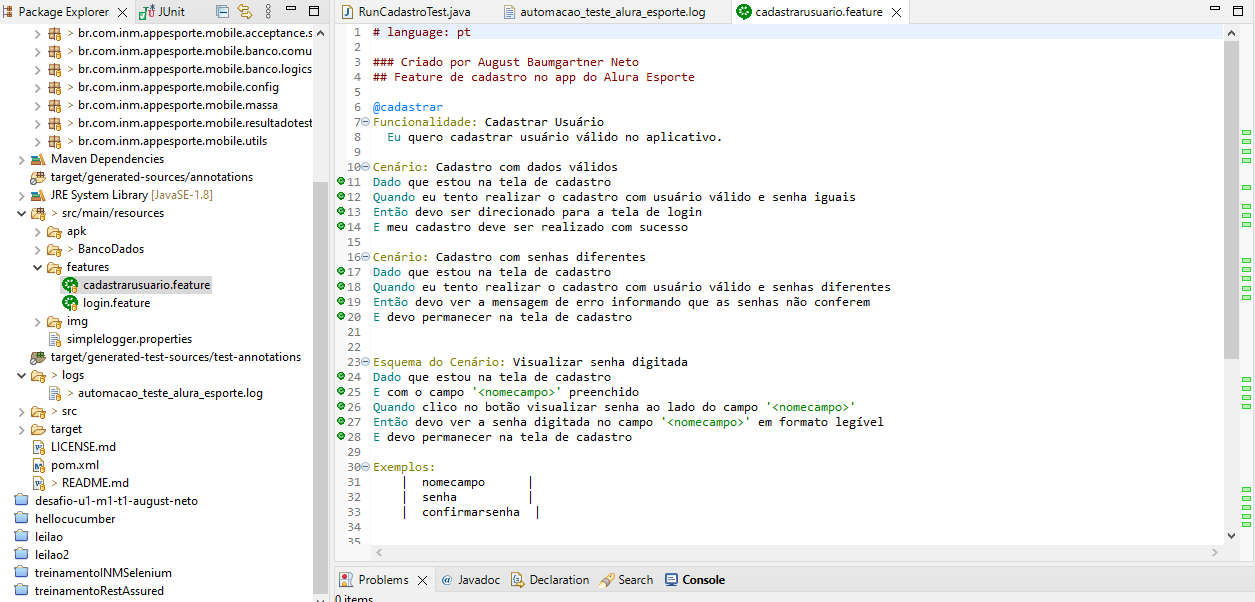 Package Explorer
JUnit
> br.com.inm.appesporte.mobile.acceptance.s
> br.com.inm.appesporte.mobile.banco.comu
> br.com.inm.appesporte.mobile.banco.logics
> br.com.inm.appesporte.mobile.config
> br.com.inm.appesporte.mobile.massa
> br.com.inm.appesporte.mobile.resultadotest
> br.com.inm.appesporte.mobile.utils
Maven Dependencies
target/generated-sources/annotations
JRE System Library [JavaSE-1.8]
> src/main/resources
apk
> BancoDados
features
cadastrarusuario.feature
login.feature
img
simplelogger.properties
target/generated-test-sources/test-annotations
> logs
> automacao_teste_alura_esporte.log
> src
target
LICENSE.md
pom.xml
> README.md
desafio-u1-m1-t1-august-neto
hellocucumber
leilao
leilao2
treinamentoINMSelenium
treinamentoRestAssured
RunCadastroTest.java
automacao_teste_alura_esporte.log
cadastrarusuario.feature
1 # language: pt
2
3 ### Criado por August Baumgartner Neto
4 ## Feature de cadastro no app do Alura Esporte
5
6 @cadastrar
7 Funcionalidade: Cadastrar Usuário
8 Eu quero cadastrar usuário válido no aplicativo.
9
10 Cenário: Cadastro com dados válidos
11 Dado que estou na tela de cadastro
12 Quando eu tento realizar o cadastro com usuário válido e senha iguais
13 Então devo ser direcionado para a tela de login
14 E meu cadastro deve ser realizado com sucesso
15
16 Cenário: Cadastro com senhas diferentes
17 Dado que estou na tela de cadastro
18 Quando eu tento realizar o cadastro com usuário válido e senhas diferentes
19 Então devo ver a mensagem de erro informando que as senhas não conferem
20 E devo permanecer na tela de cadastro
21
22
23 Esquema do Cenário: Visualizar senha digitada
24 Dado que estou na tela de cadastro
25 E com o campo '<nomecampo>' preenchido
26 Quando clico no botão visualizar senha ao lado do campo '<nomecampo>'
27 Então devo ver a senha digitada no campo '<nomecampo>' em formato legível
28 E devo permanecer na tela de cadastro
29
30 Exemplos:
31 | nomecampo |
32 | senha |
33 | confirmarsenha |
34
35
Problems
@ Javadoc
Declaration
Search
Console
0 items